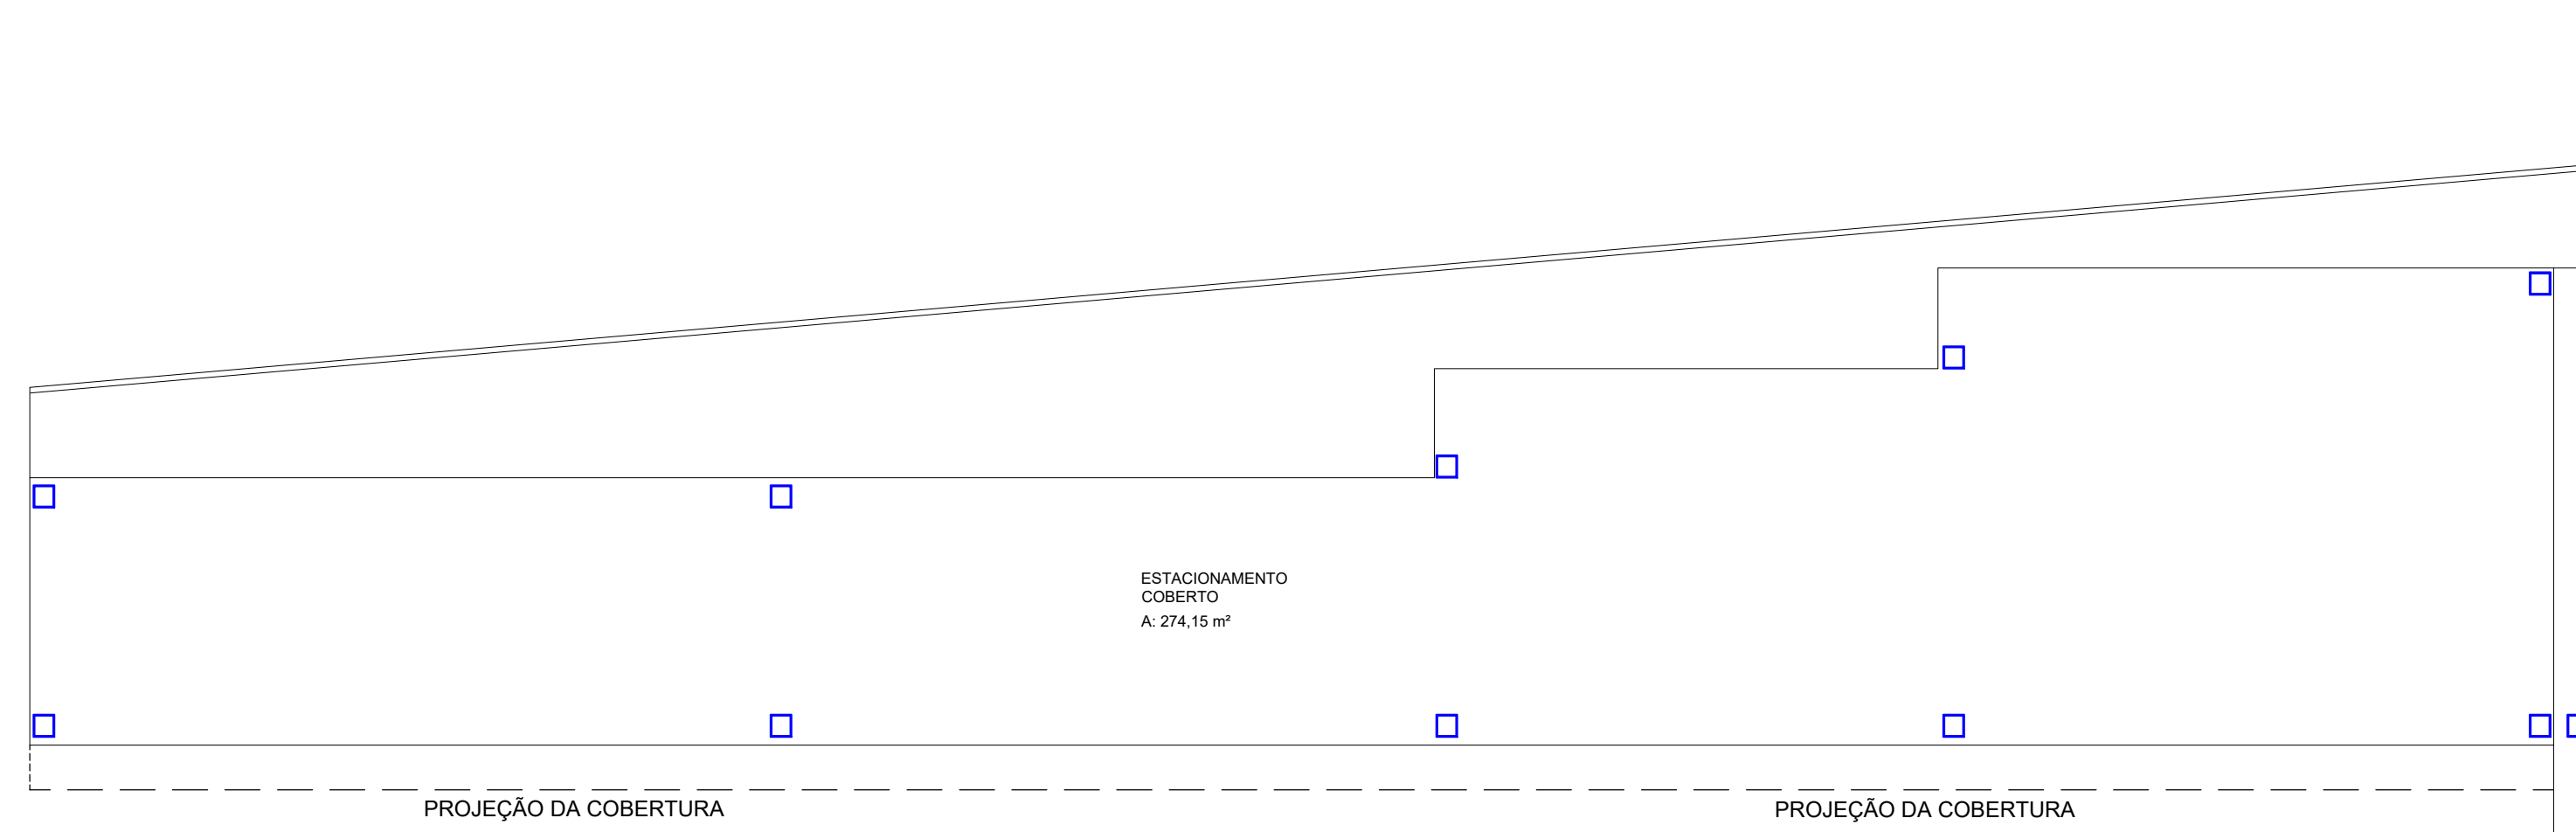 ESTACIONAMENTO
COBERTO
A: 274,15 m²
PROJEÇÃO DA COBERTURA
PROJEÇÃO DA COBERTURA